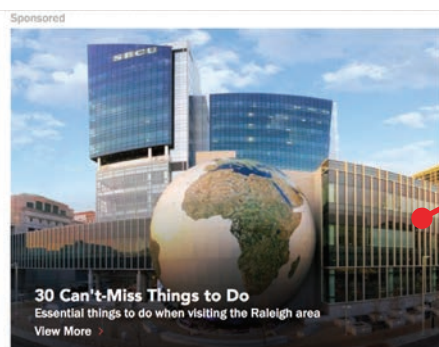 Sponsored
SECU
30 Can't-Miss Things to Do
Essential things to do when visiting the Raleigh area
View More >